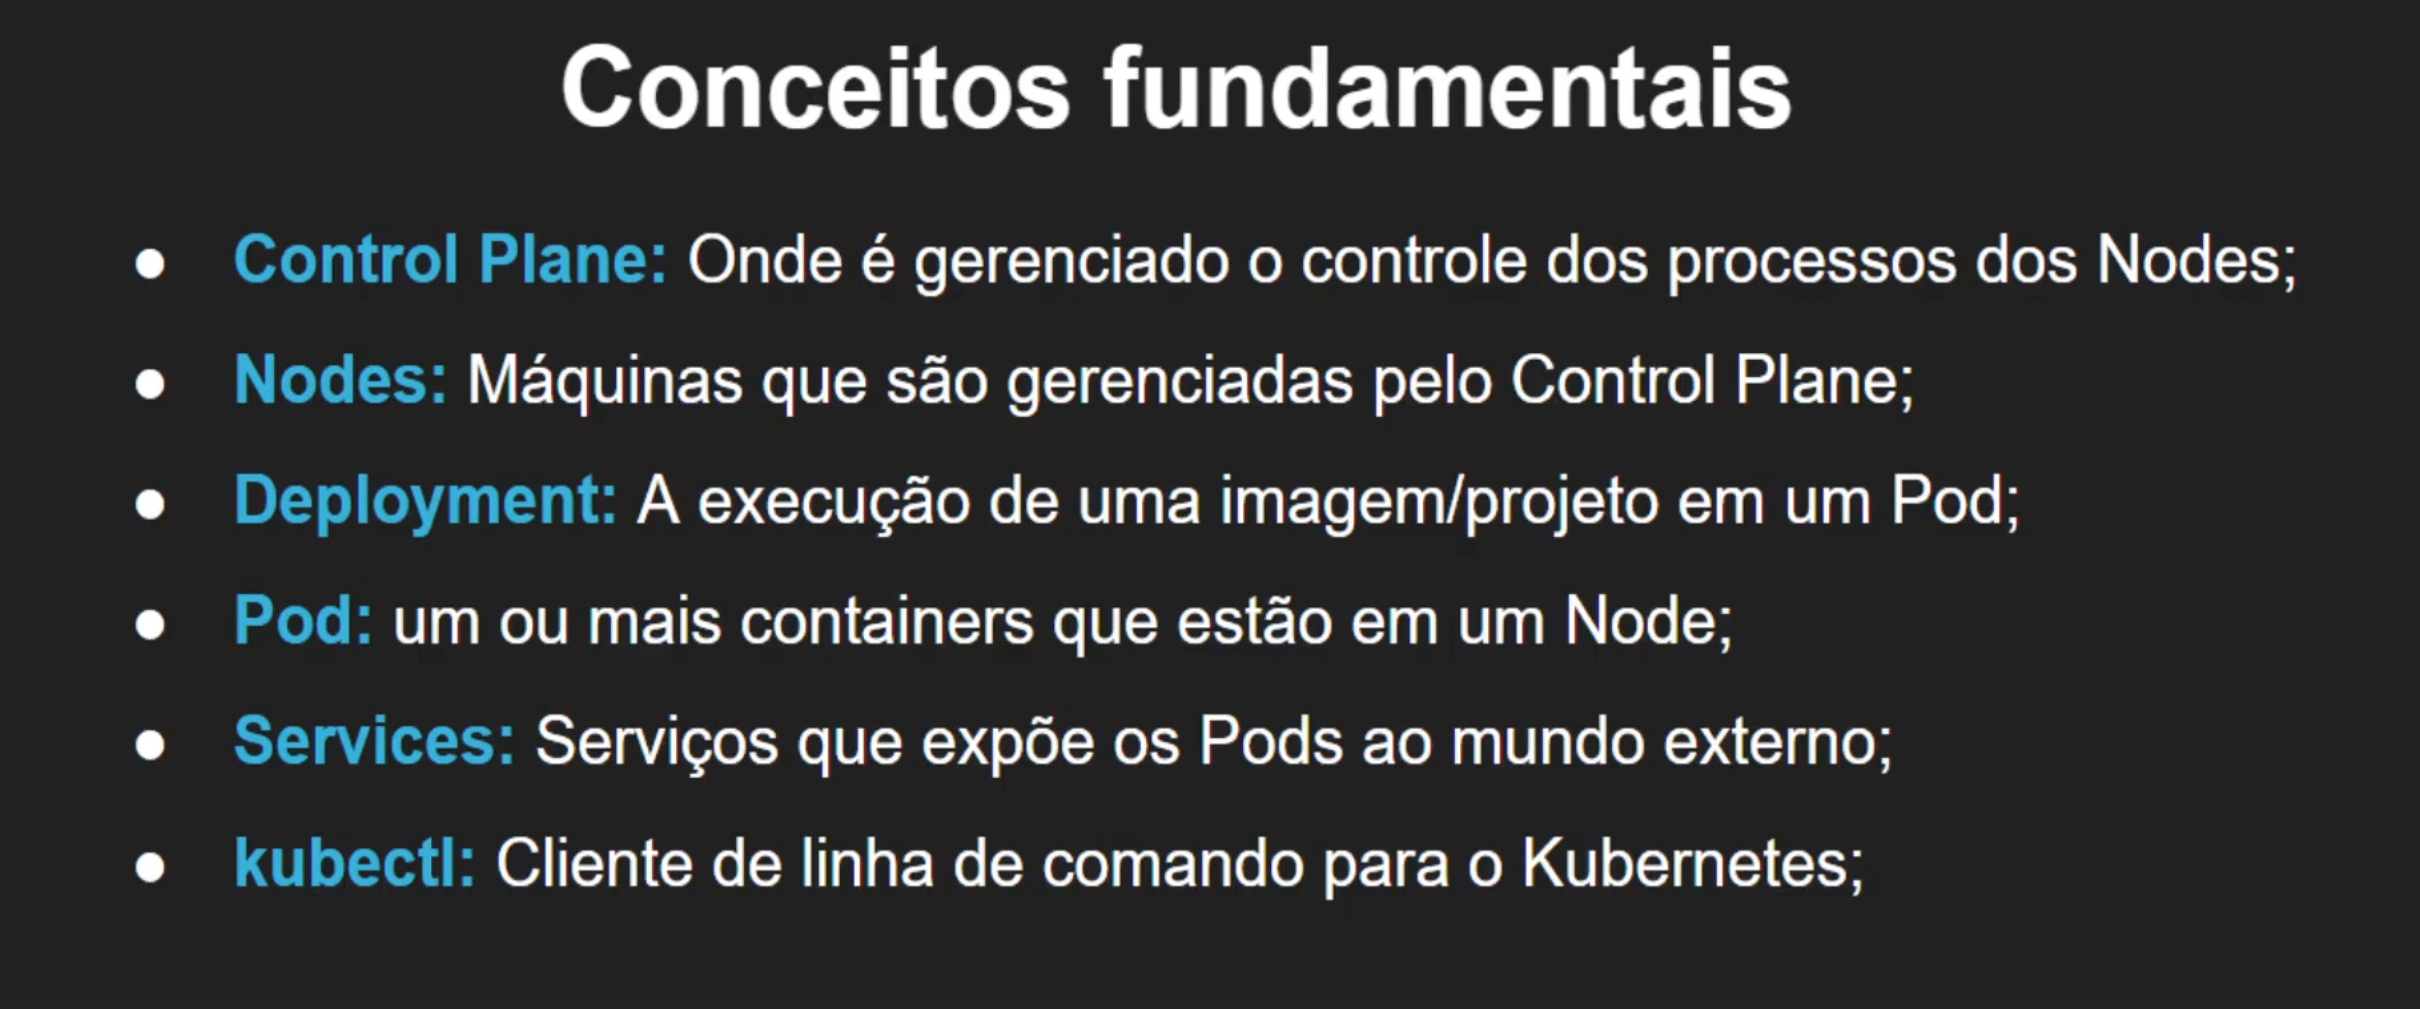 Conceitos fundamentais
● Control Plane: Onde é gerenciado o controle dos processos dos Nodes;
● Nodes: Máquinas que são gerenciadas pelo Control Plane;
● Deployment: A execução de uma imagem/projeto em um Pod;
● Pod: um ou mais containers que estão em um Node;
● Services: Serviços que expõe os Pods ao mundo externo;
● kubectl: Cliente de linha de comando para o Kubernetes;